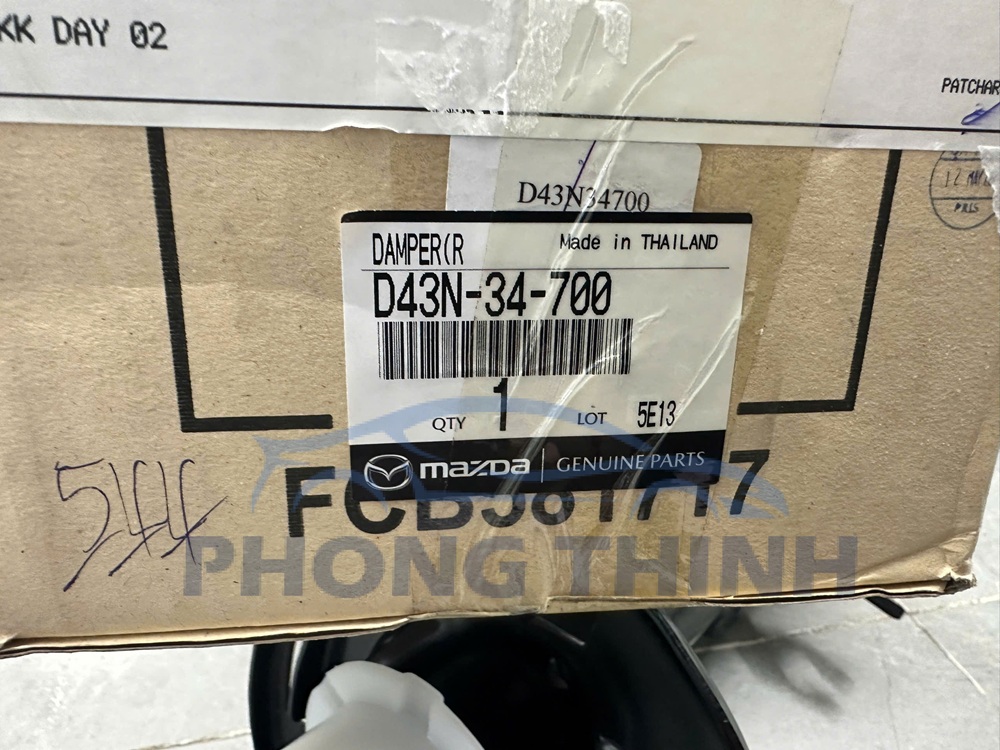 KK DAY 02
PATCHAR
D43N34700
DAMPER(R
Made in THAILAND
D43N-34-700
QTY 1 LOT 5E13
mazda GENUINE PARTS
544
PHONG THINH